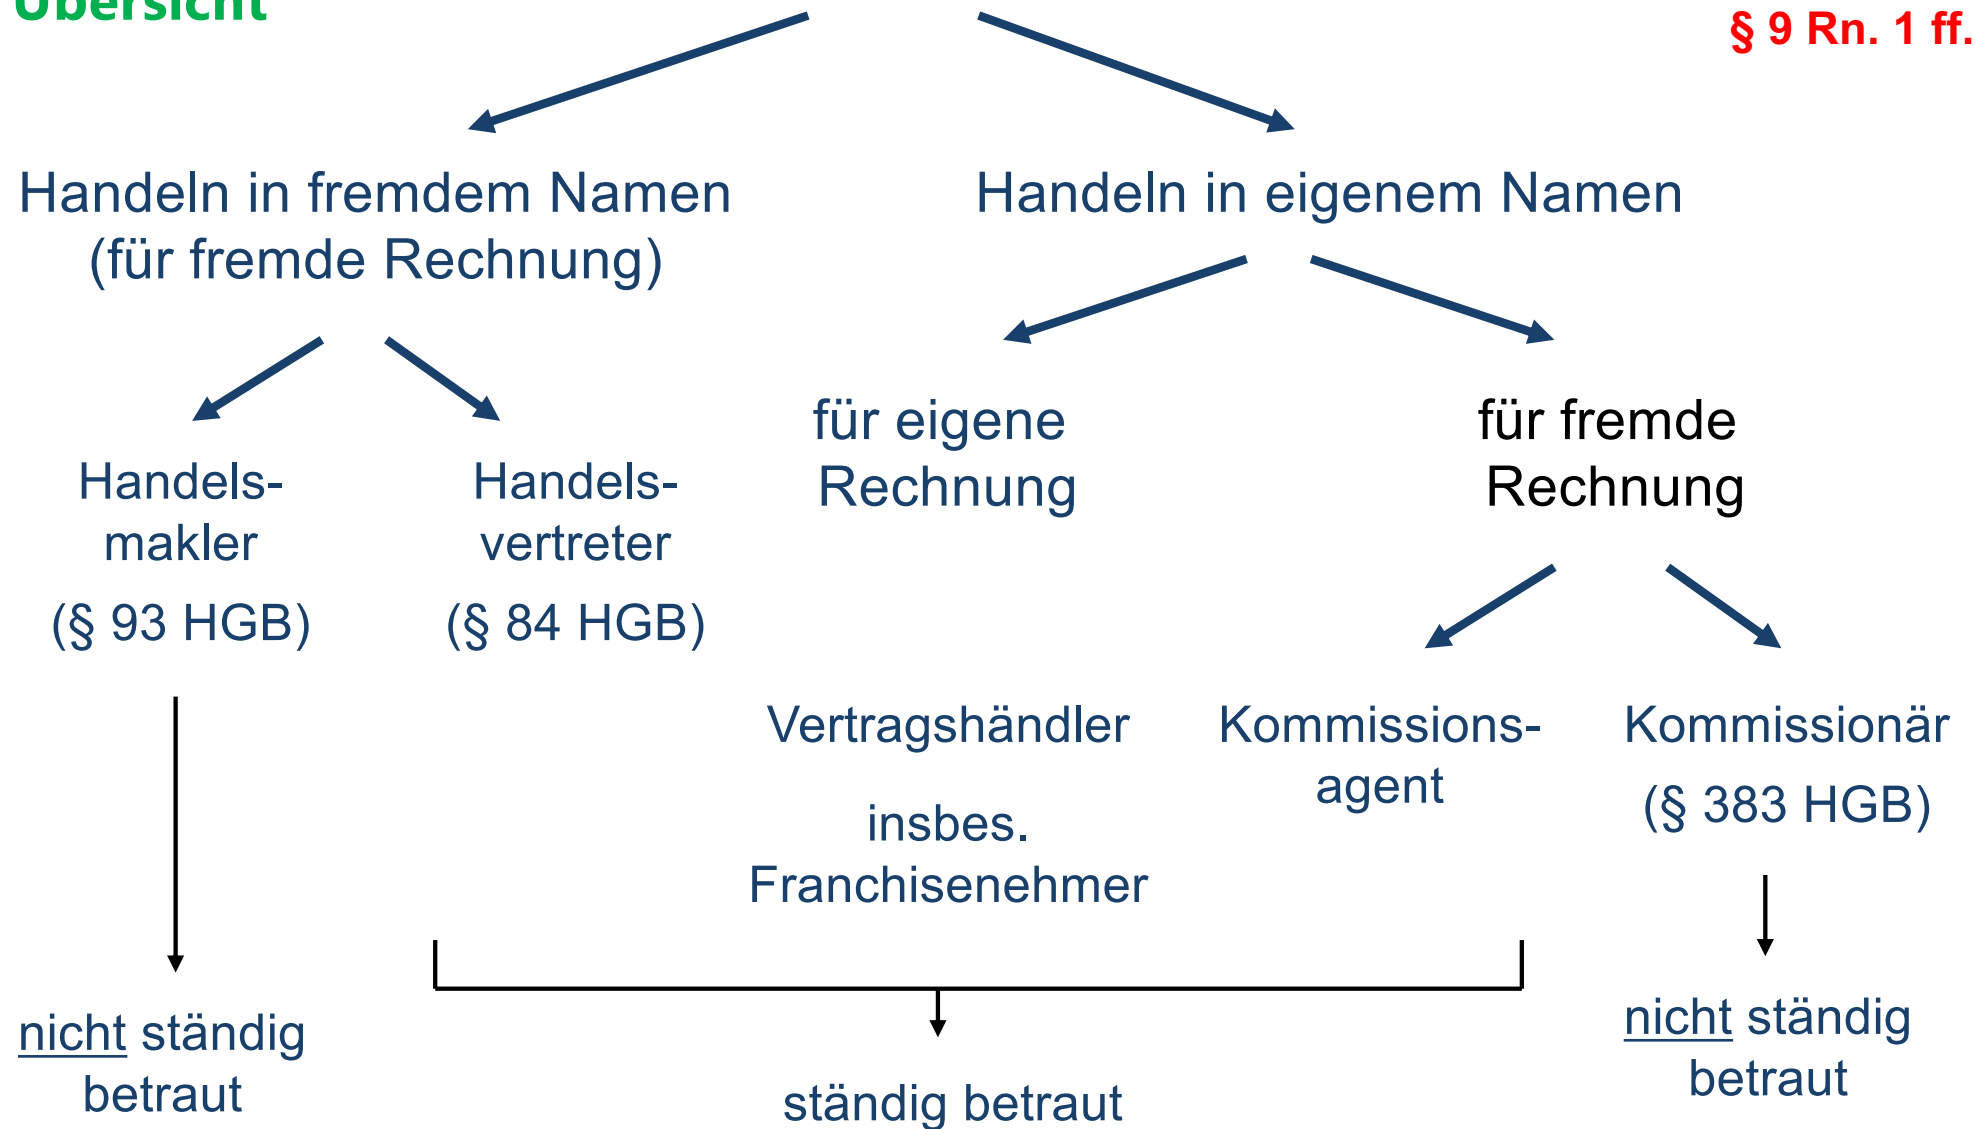 Übersicht
§ 9 Rn. 1 ff.
Handeln in fremdem Namen
(für fremde Rechnung)
Handeln in eigenem Namen
für eigene
Rechnung
für fremde
Rechnung
Handels-
makler
(§ 93 HGB)
Handels-
vertreter
(§ 84 HGB)
Vertragshändler
insbes.
Franchisenehmer
Kommissions-
agent
Kommissionär
(§ 383 HGB)
nicht ständig
betraut
ständig betraut
nicht ständig
betraut